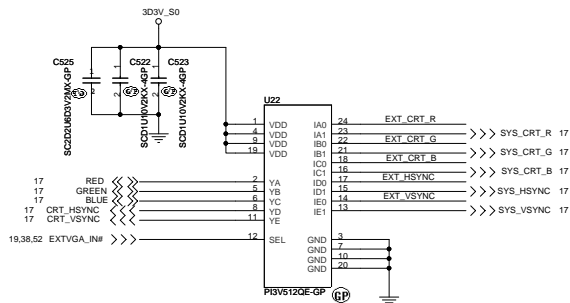 3D3V_S0
C525
SC2D2U6D3V2MX-GP
1
2
C522
SCD1U10V2KX-4GP
C523
SCD1U10V2KX-4GP
U22
1 VDD IA0 24 EXT_CRT_R
4 VDD IA1 23 SYS_CRT_R 17
9 VDD IB0 22 EXT_CRT_G
19 VDD IB1 21 SYS_CRT_G 17
IC0 18 EXT_CRT_B
IC1 16 SYS_CRT_B 17
17 RED 2 YA ID0 17 EXT_HSYNC
17 GREEN 5 YB ID1 15 SYS_HSYNC 17
17 BLUE 6 YC IE0 14 EXT_VSYNC
17 CRT_HSYNC 8 YD IE1 13 SYS_VSYNC 17
17 CRT_VSYNC 11 YE
19,38,52 EXTVGA_IN# 12 SEL GND 3
GND 7
GND 10
GND 20
PI3V512QE-GP GP